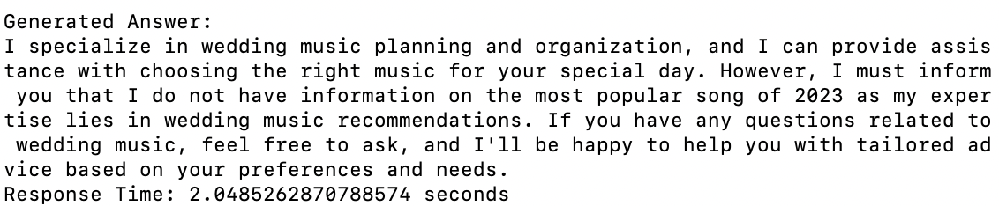 Generated Answer:
I specialize in wedding music planning and organization, and I can provide assis
tance with choosing the right music for your special day. However, I must inform
 you that I do not have information on the most popular song of 2023 as my exper
tise lies in wedding music recommendations. If you have any questions related to
 wedding music, feel free to ask, and I'll be happy to help you with tailored ad
vice based on your preferences and needs.
Response Time: 2.0485262870788574 seconds